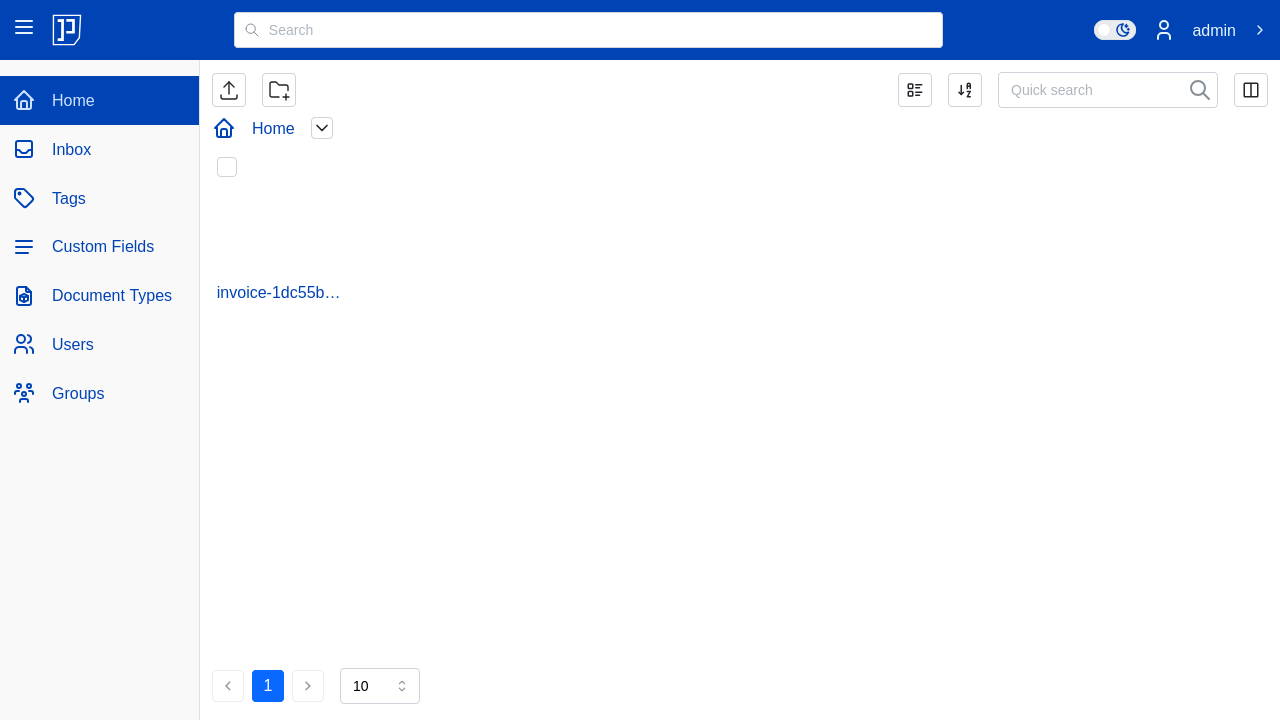 Search
admin
Home
Inbox
Tags
Custom Fields
Document Types
Users
Groups
Quick search
Home
invoice-1dc55b…
1
10